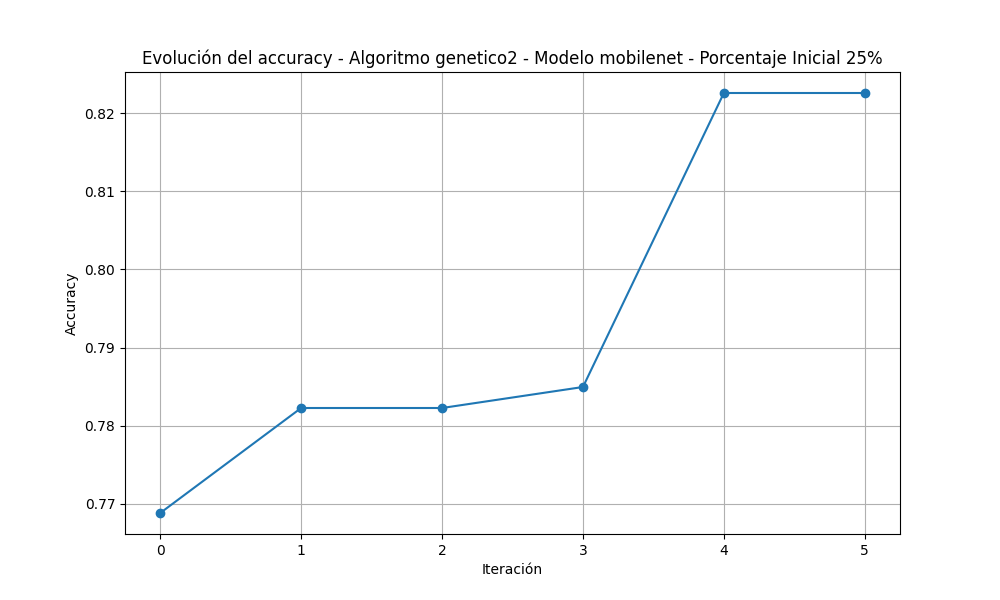 Evolución del accuracy - Algoritmo genetico2 - Modelo mobilenet - Porcentaje Inicial 25%
0.82
0.81
0.80
0.79
0.78
0.77
Accuracy
0 1 2 3 4 5
Iteración